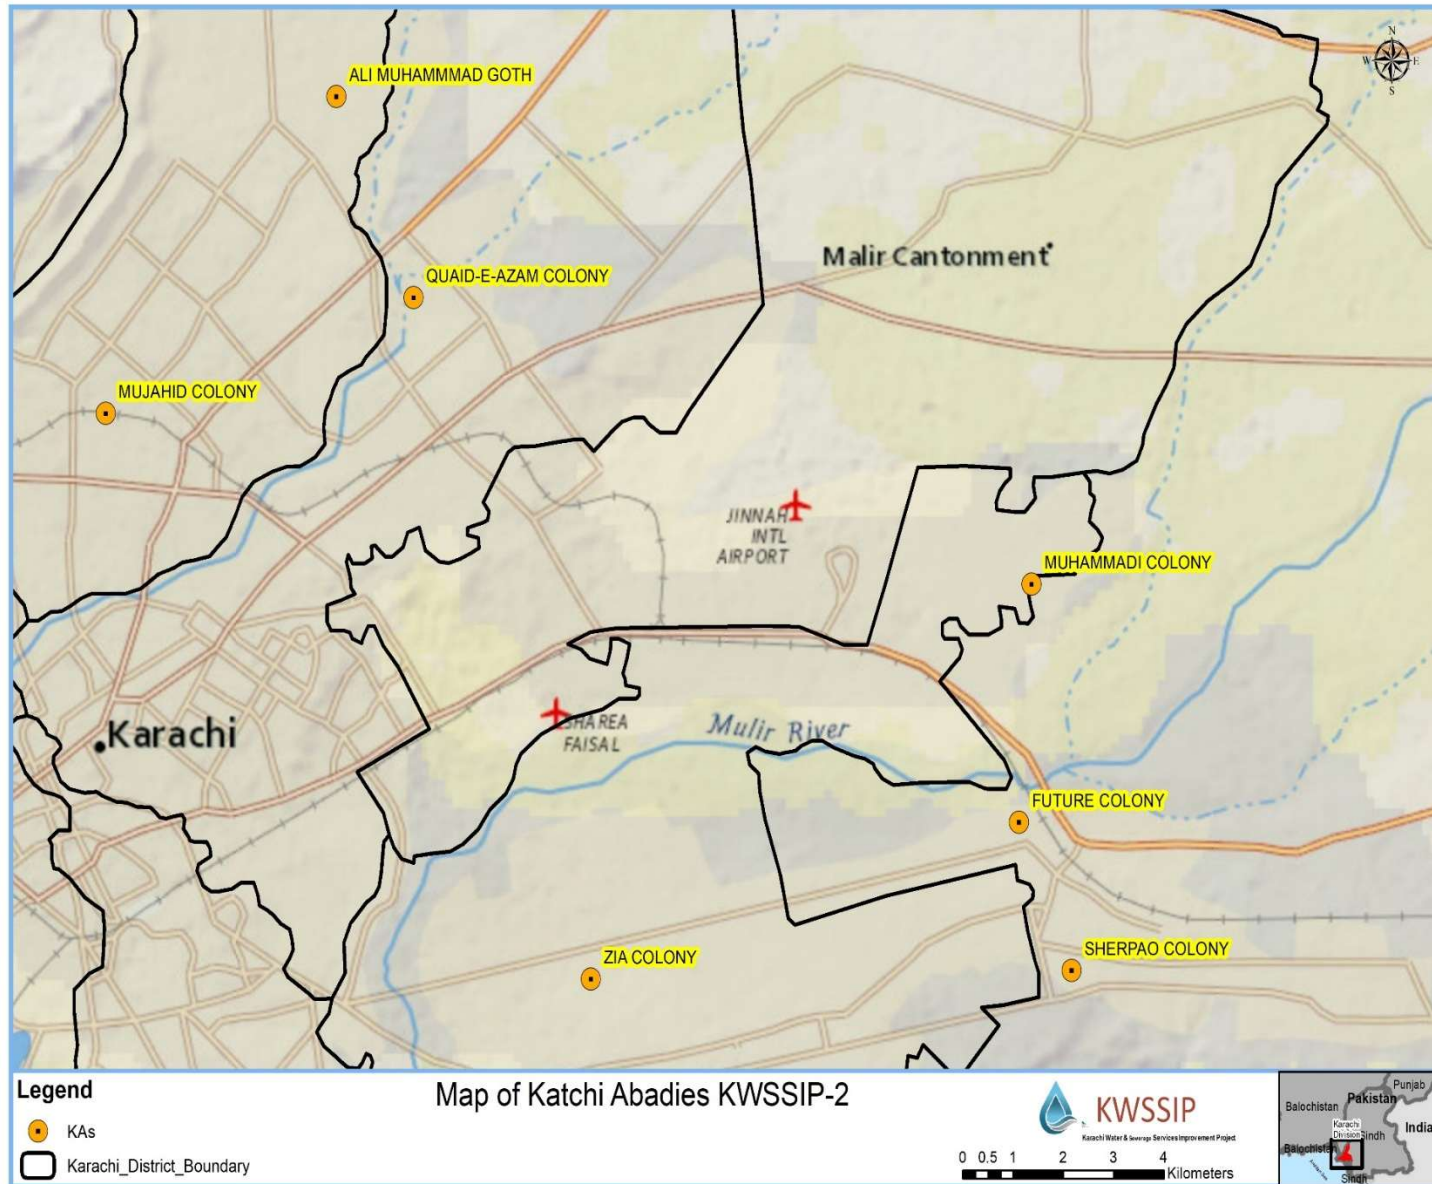 N
W E
S
ALI MUHAMMMAD GOTH
Malir Cantonment
QUAID-E-AZAM COLONY
MUJAHID COLONY
JINNAH
INTL
AIRPORT
MUHAMMADI COLONY
Karachi
SHAREA
FAISAL
Mulir River
FUTURE COLONY
ZIA COLONY
SHERPAO COLONY
Legend
KAs
Karachi_District_Boundary
Map of Katchi Abadies KWSSIP-2
KWSSIP
Karachi Water & Sewerage Services Improvement Project
0 0.5 1 2 3 4
Kilometers
Punjab
Balochistan
Pakistan
India
Karachi
Division
Sindh
Balochistan
Sindh